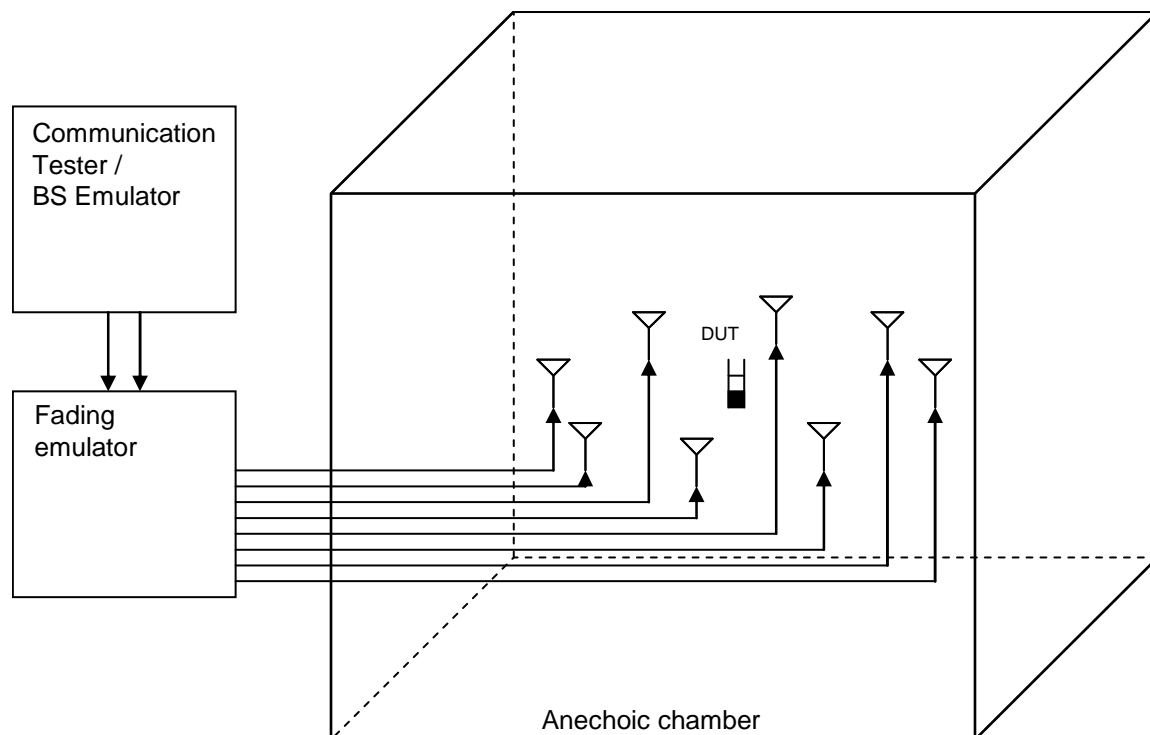 Communication
Tester /
BS Emulator
DUT
Fading
emulator
Anechoic chamber